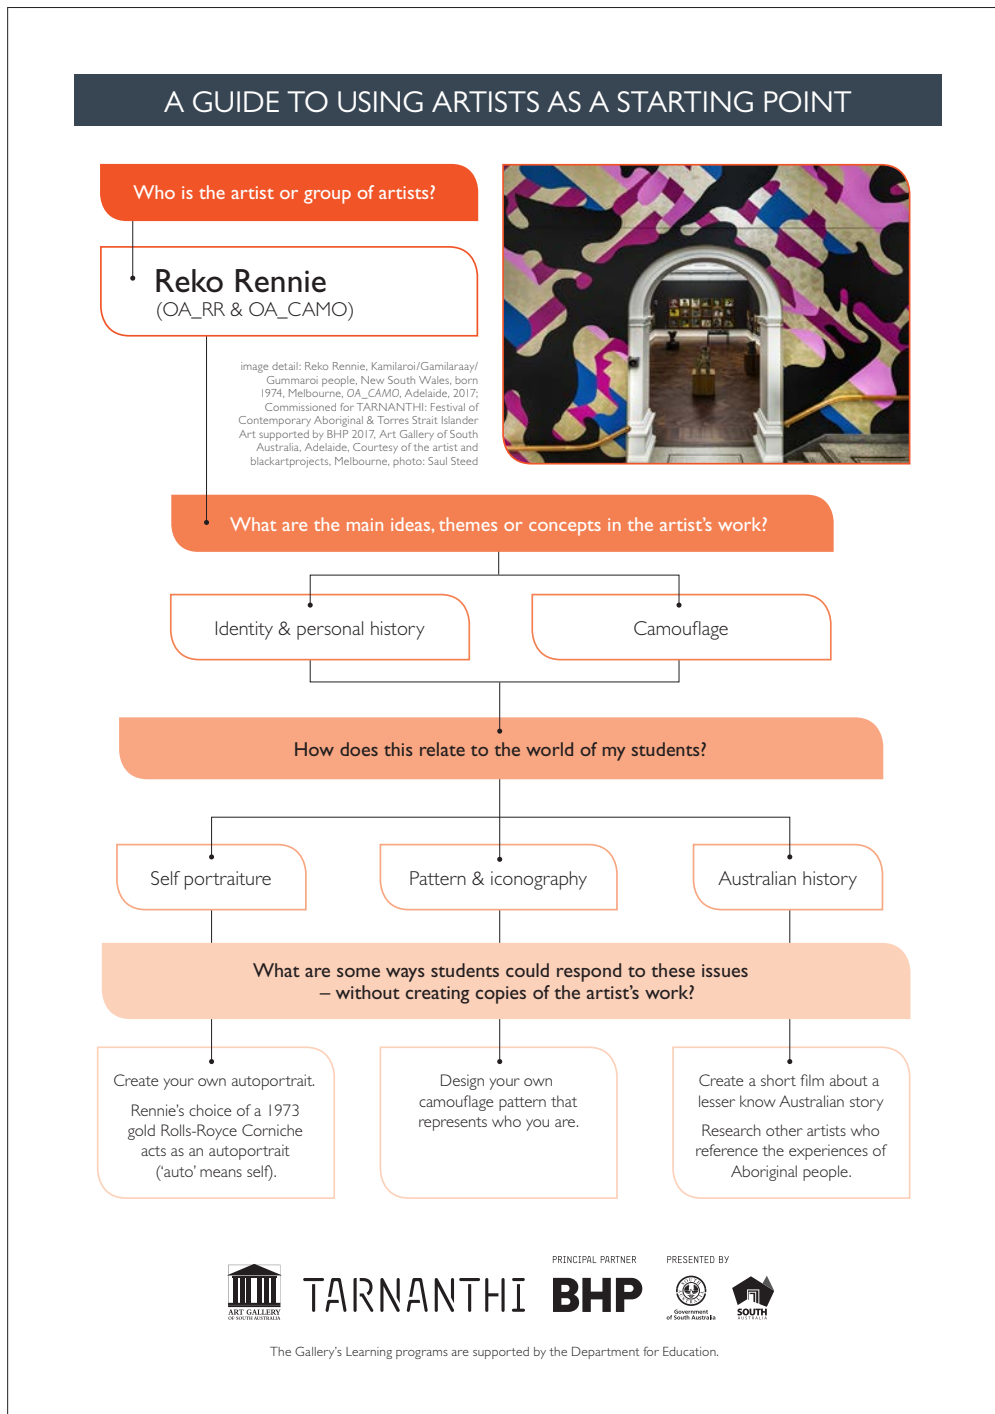 A GUIDE TO USING ARTISTS AS A STARTING POINT
Who is the artist or group of artists?
Reko Rennie
(OA_RR & OA_CAMO)
image detail: Reko Rennie, Kamilaroi/Gamilaraay/
Gummaroi people, New South Wales, born
1974, Melbourne, OA_CAMO, Adelaide, 2017;
Commissioned for TARNANTHI: Festival of
Contemporary Aboriginal & Torres Strait Islander
Art supported by BHP 2017, Art Gallery of South
Australia, Adelaide, Courtesy of the artist and
blackartprojects, Melbourne, photo: Saul Steed
What are the main ideas, themes or concepts in the artist's work?
Identity & personal history
Camouflage
How does this relate to the world of my students?
Self portraiture
Pattern & iconography
Australian history
What are some ways students could respond to these issues
– without creating copies of the artist's work?
Create your own autoportrait.
Rennie's choice of a 1973
gold Rolls-Royce Corniche
acts as an autoportrait
('auto' means self).
Design your own
camouflage pattern that
represents who you are.
Create a short film about a
lesser know Australian story
Research other artists who
reference the experiences of
Aboriginal people.
ART GALLERY
OF SOUTH AUSTRALIA
TARNANTHI
PRINCIPAL PARTNER
BHP
PRESENTED BY
Government
of South Australia
SOUTH
AUSTRALIA
The Gallery's Learning programs are supported by the Department for Education.